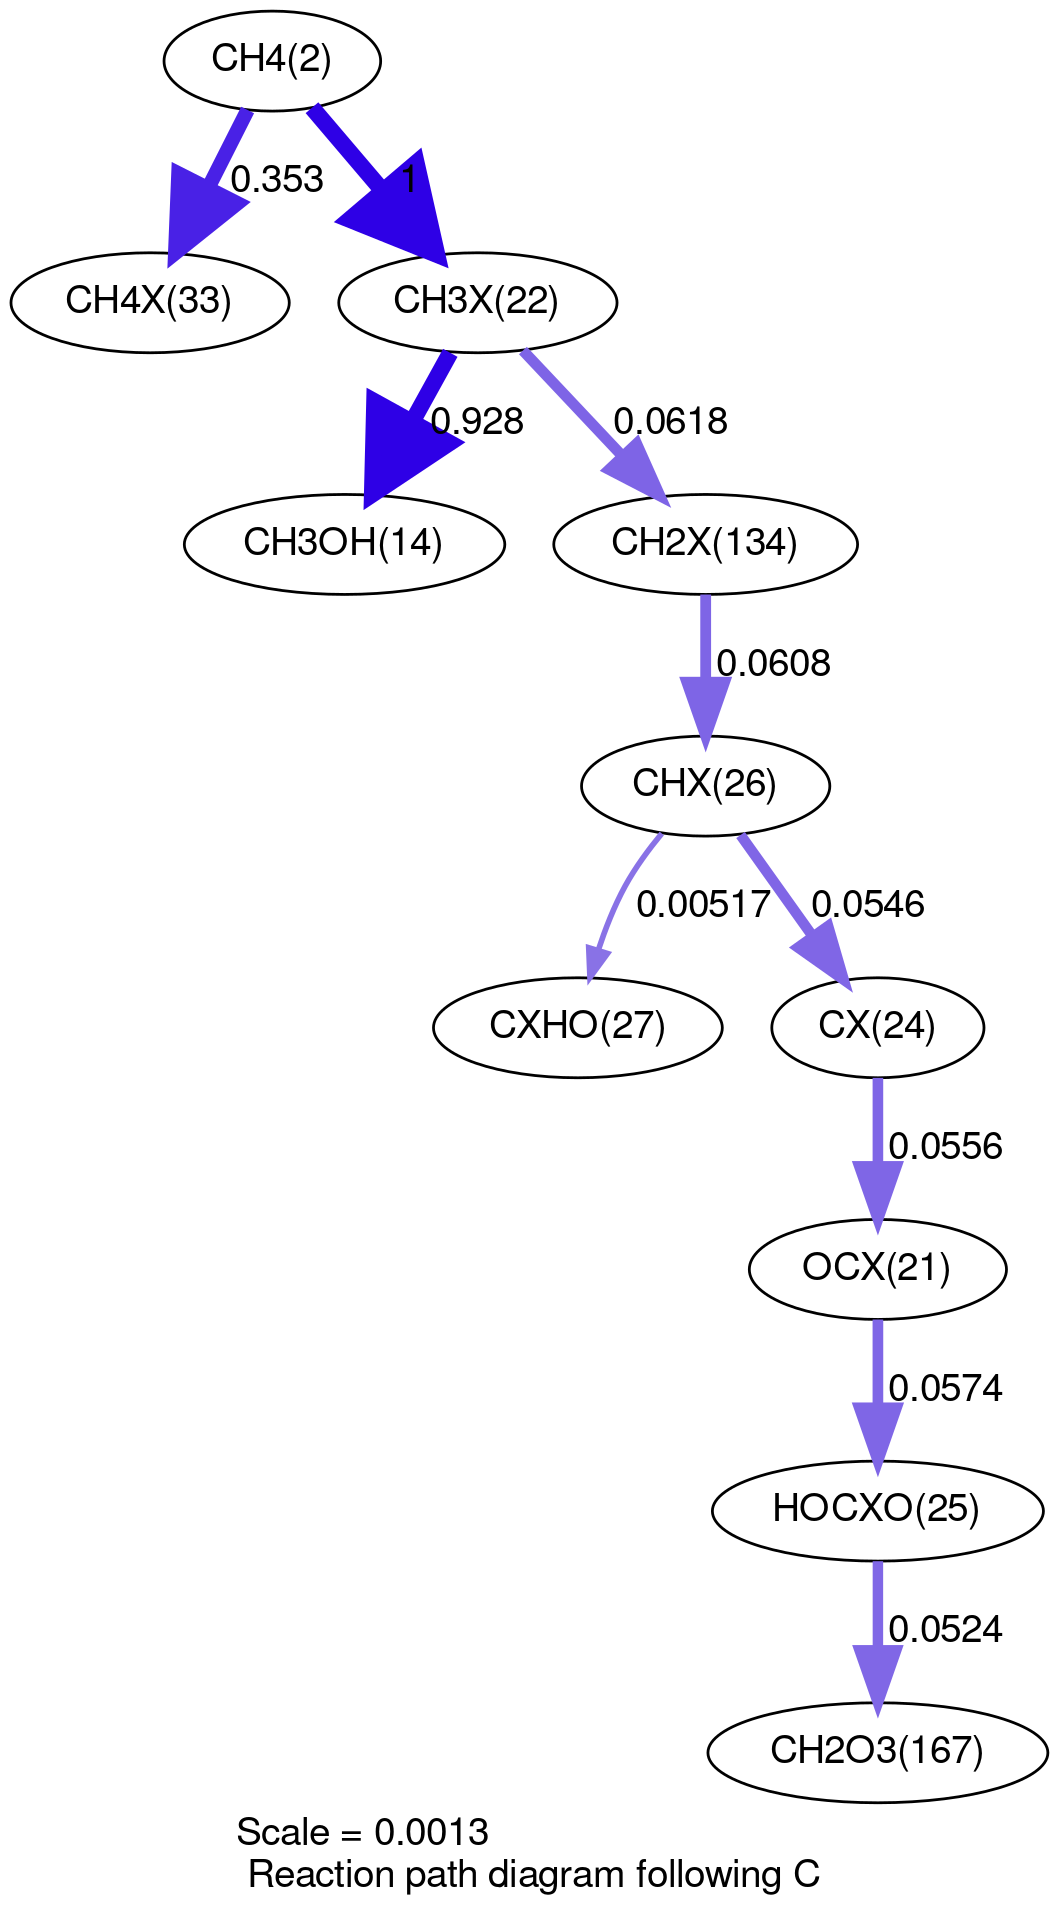 CH4(2)
0.353
1
CH4X(33)
CH3X(22)
0.928
0.0618
CH3OH(14)
CH2X(134)
0.0608
CHX(26)
0.00517
0.0546
CXHO(27)
CX(24)
0.0556
OCX(21)
0.0574
HOCXO(25)
0.0524
CH2O3(167)
Scale = 0.0013
Reaction path diagram following C